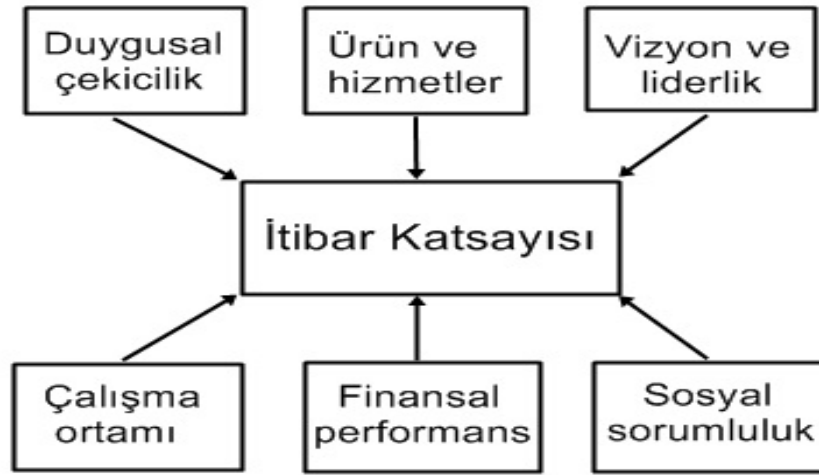 Duygusal
çekicilik
Ürün ve
hizmetler
Vizyon ve
liderlik
İtibar Katsayısı
Çalışma
ortamı
Finansal
performans
Sosyal
sorumluluk